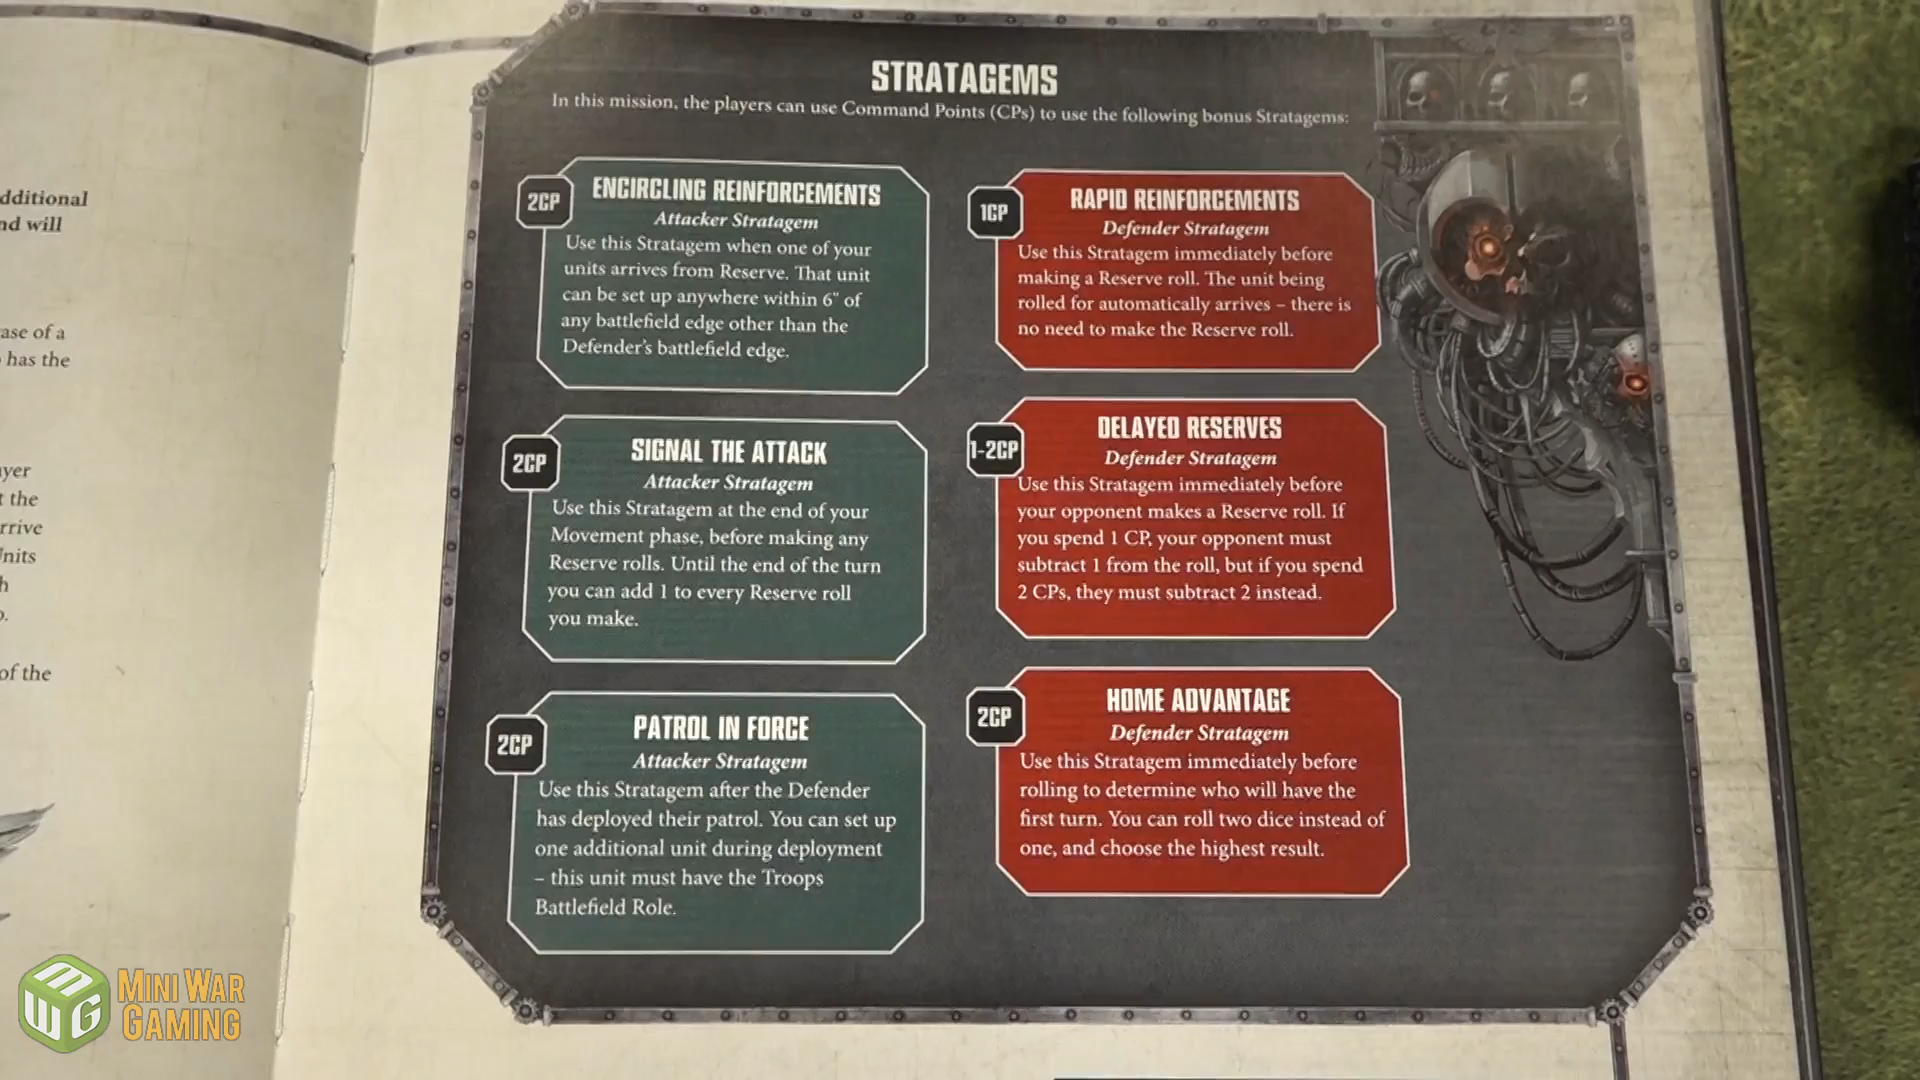 dditional
nd will
ase of a
has the
ayer
t the
rrive
Units
h
of the
STRATAGEMS
In this mission, the players can use Command Points (CPs) to use the following bonus Stratagems:
2CP
ENCIRCLING REINFORCEMENTS
Attacker Stratagem
Use this Stratagem when one of your
units arrives from Reserve. That unit
can be set up anywhere within 6" of
any battlefield edge other than the
Defender's battlefield edge.
2CP
SIGNAL THE ATTACK
Attacker Stratagem
Use this Stratagem at the end of your
Movement phase, before making any
Reserve rolls. Until the end of the turn
you can add 1 to every Reserve roll
you make.
2CP
PATROL IN FORCE
Attacker Stratagem
Use this Stratagem after the Defender
has deployed their patrol. You can set up
one additional unit during deployment
– this unit must have the Troops
Battlefield Role.
1CP
RAPID REINFORCEMENTS
Defender Stratagem
Use this Stratagem immediately before
making a Reserve roll. The unit being
rolled for automatically arrives – there is
no need to make the Reserve roll.
1-2CP
DELAYED RESERVES
Defender Stratagem
Use this Stratagem immediately before
your opponent makes a Reserve roll. If
you spend 1 CP, your opponent must
subtract 1 from the roll, but if you spend
2 CPs, they must subtract 2 instead.
2CP
HOME ADVANTAGE
Defender Stratagem
Use this Stratagem immediately before
rolling to determine who will have the
first turn. You can roll two dice instead of
one, and choose the highest result.
MWG
MINI WAR
GAMING